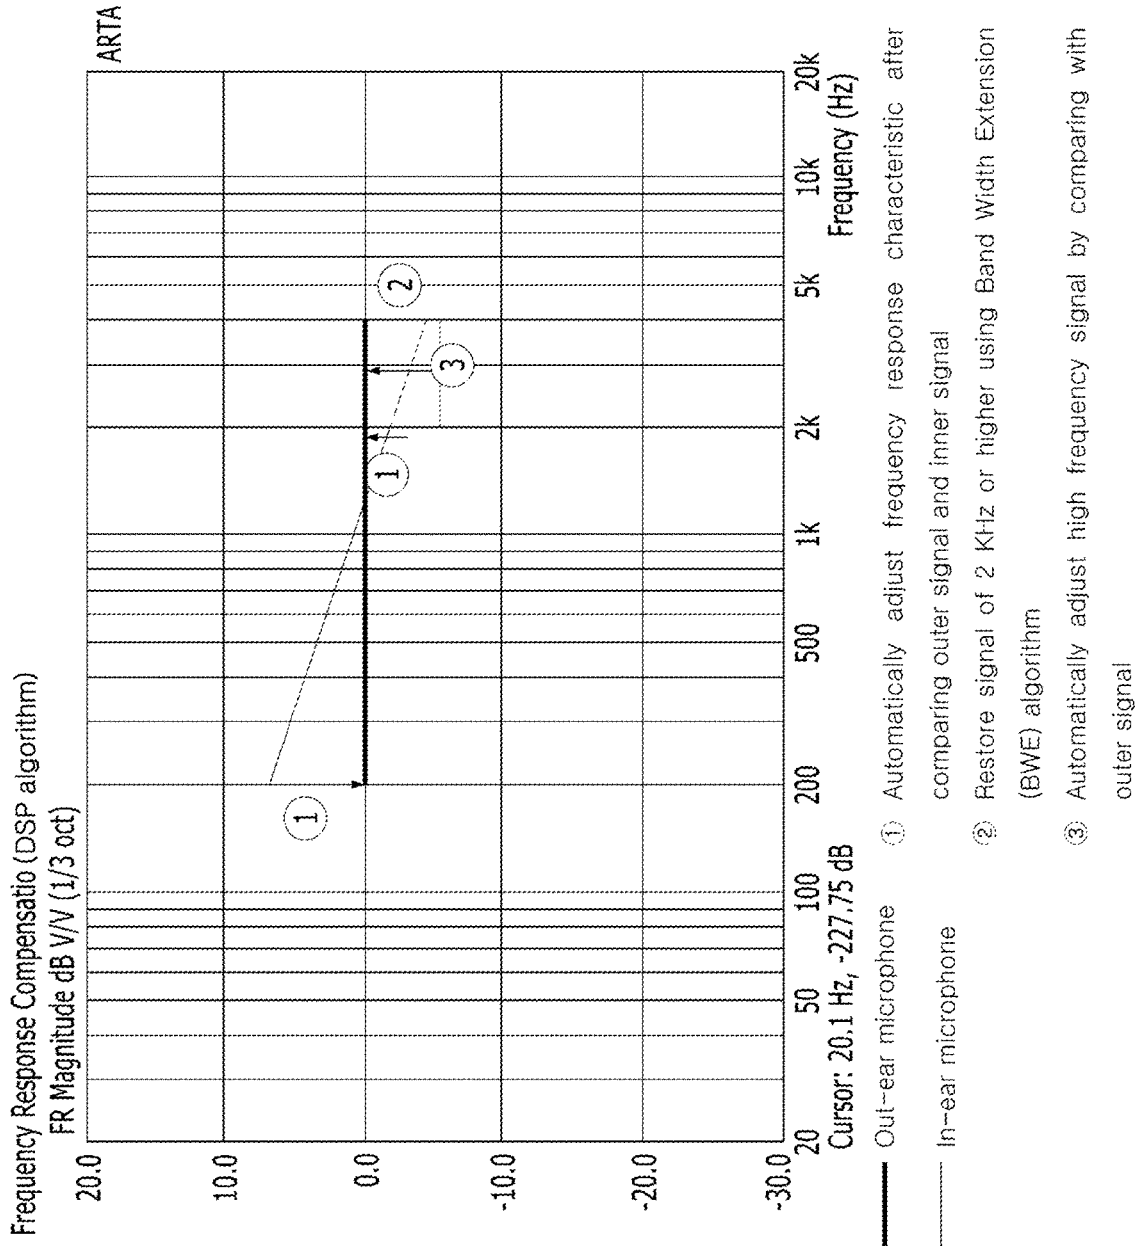 Frequency Response Compensatio (DSP algorithm)
FR Magnitude dB V/V (1/3 oct)
ARTA
20.0
10.0
0.0
-10.0
-20.0
-30.0
1
1
2
3
20 50 100 200 500 1k 2k 5k 10k 20k
Cursor: 20.1 Hz, -227.75 dB
Frequency (Hz)
Out-ear microphone
In-ear microphone
① Automatically adjust frequency response characteristic after
comparing outer signal and inner signal
② Restore signal of 2 KHz or higher using Band Width Extension
(BWE) algorithm
③ Automatically adjust high frequency signal by comparing with
outer signal